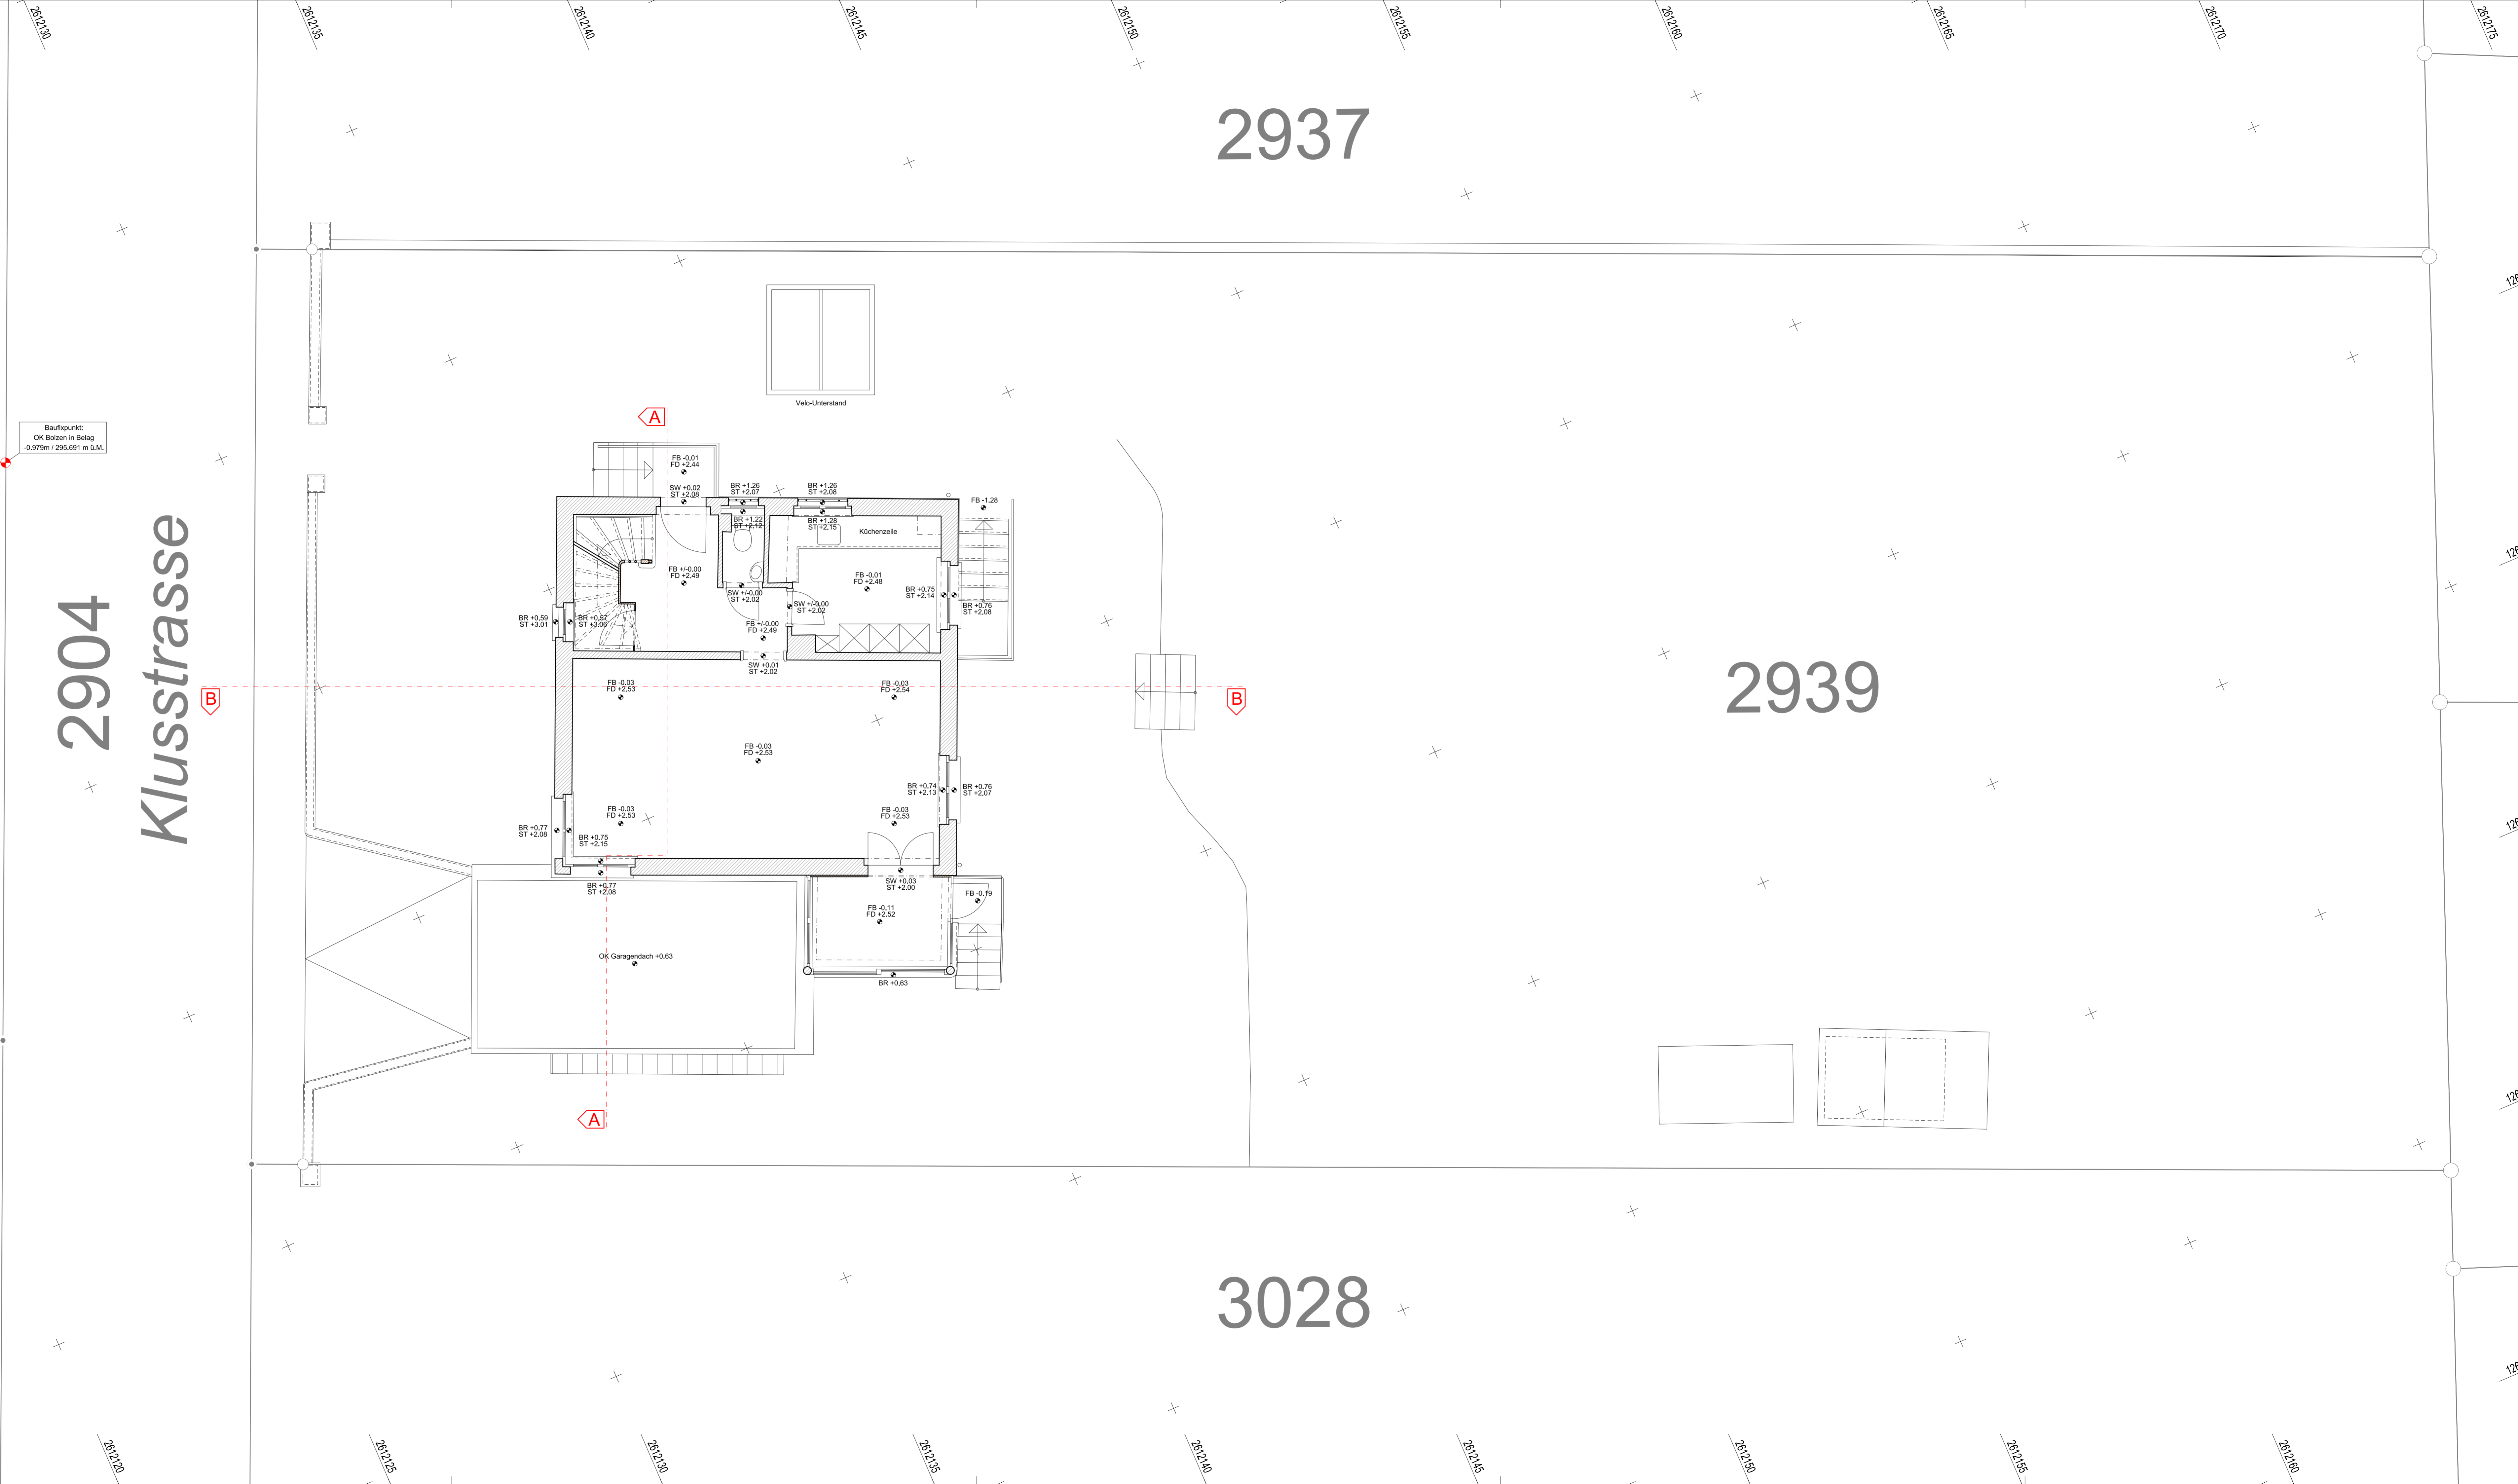 2612130
2612135
2612140
2612145
2612150
2612155
2612160
2612165
2612170
2612175
2937
Velo-Unterstand
A
Baufixpunkt:
OK Bolzen in Belag
-0.979m / 295.691 m ü.M.
FB -0.01
FD +2.44
SW +0.02
ST +2.08
BR +1.26
ST +2.07
BR +1.26
ST +2.08
FB -1.28
BR +1.22
ST +2.12
BR +1.28
ST +2.15
Küchenzeile
FB +/-0.00
FD +2.49
FB -0.01
FD +2.48
SW +/-0.00
ST +2.02
SW +/-0.00
ST +2.02
BR +0.75
ST +2.14
BR +0.76
ST +2.08
BR +0.59
ST +3.01
BR +0.57
ST +3.06
FB +/-0.00
FD +2.49
SW +0.01
ST +2.02
2904
Klusstrasse
B
B
2939
FB -0.03
FD +2.53
FB -0.03
FD +2.54
FB -0.03
FD +2.53
BR +0.74
ST +2.13
BR +0.76
ST +2.07
FB -0.03
FD +2.53
FB -0.03
FD +2.53
BR +0.77
ST +2.08
BR +0.75
ST +2.15
BR +0.77
ST +2.08
SW +0.03
ST +2.00
FB -0.19
FB -0.11
FD +2.52
OK Garagendach +0.63
BR +0.63
A
3028
2612120
2612125
2612130
2612135
2612140
2612145
2612150
2612155
2612160